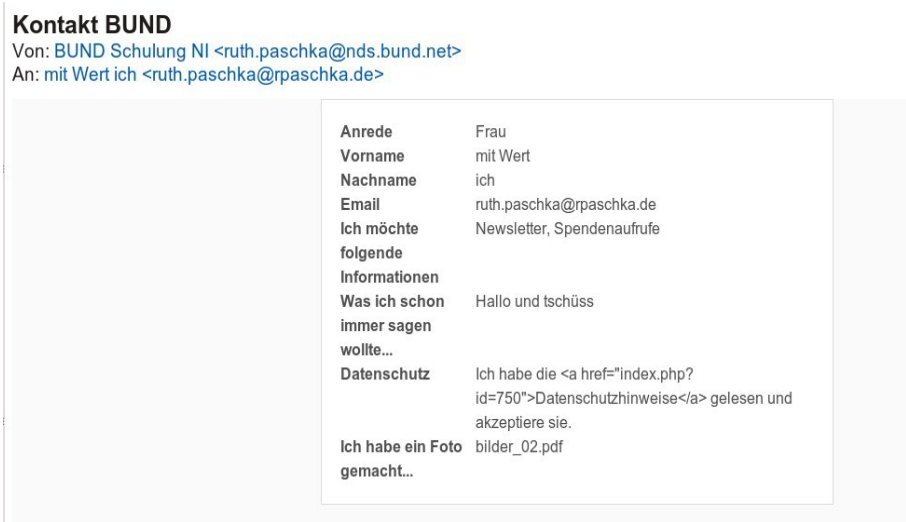 Kontakt BUND
Von: BUND Schulung NI <ruth.paschka@nds.bund.net>
An: mit Wert ich <ruth.paschka@rpaschka.de>
Anrede Frau
Vorname mit Wert
Nachname ich
Email ruth.paschka@rpaschka.de
Ich möchte Newsletter, Spendenaufrufe
folgende
Informationen
Was ich schon Hallo und tschüss
immer sagen
wollte...
Datenschutz Ich habe die <a href="index.php?
id=750">Datenschutzhinweise</a> gelesen und
akzeptiere sie.
Ich habe ein Foto bilder_02.pdf
gemacht...